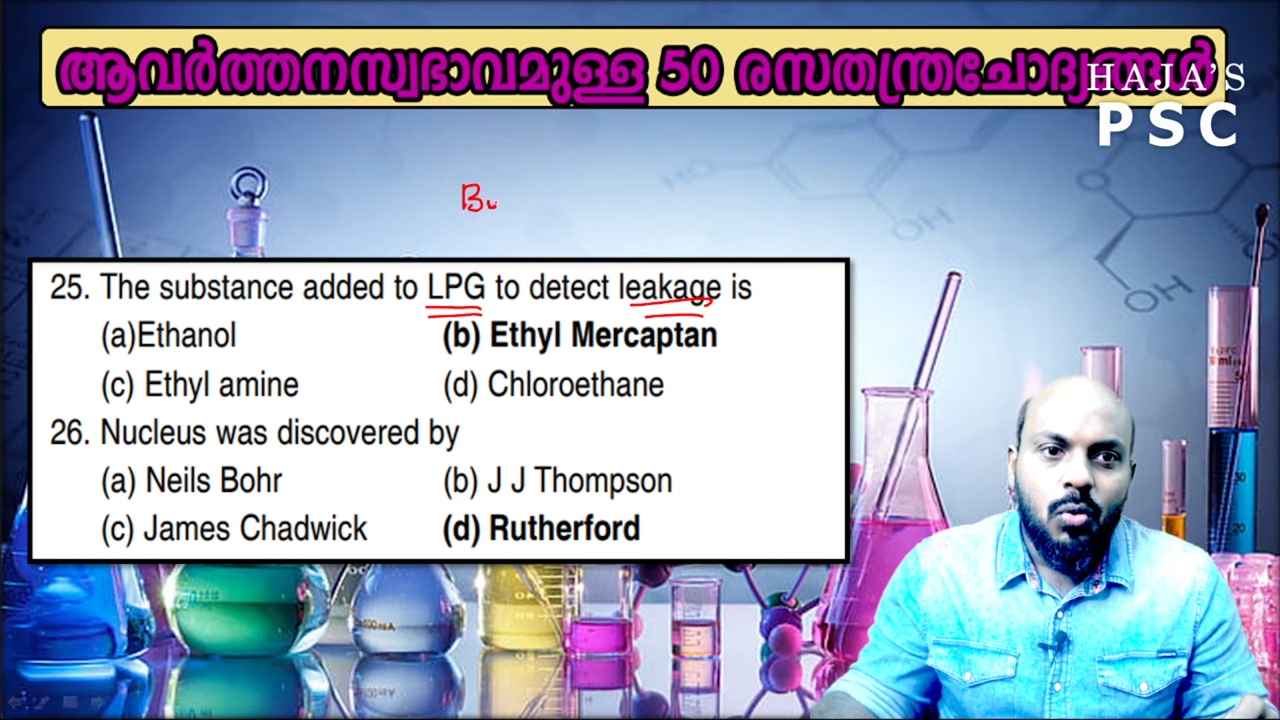 ആവർത്തനസ്വഭാവമുള്ള 50 രസതന്ത്രചോദ്യങ്ങൾ
HAJA'S
PSC
Bu
25. The substance added to LPG to detect leakage is
(a)Ethanol (b) Ethyl Mercaptan
(c) Ethyl amine (d) Chloroethane
26. Nucleus was discovered by
(a) Neils Bohr (b) J J Thompson
(c) James Chadwick (d) Rutherford